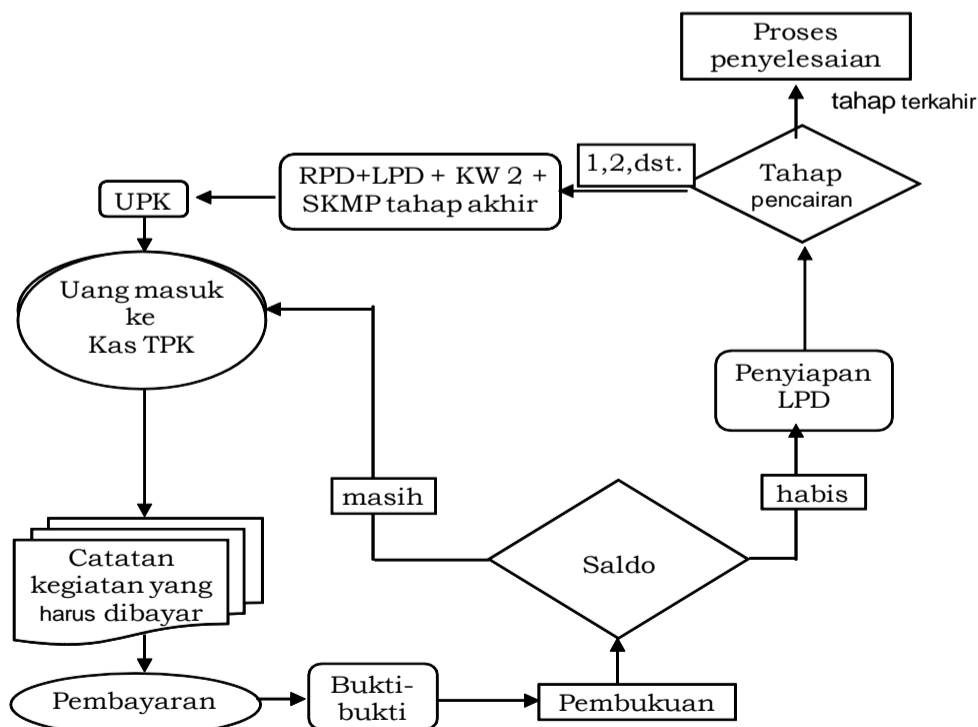 Proses
penyelesaian
tahap terkahir
1,2,dst.
Tahap
pencairan
RPD+LPD + KW 2 +
SKMP tahap akhir
UPK
Uang masuk
ke
Kas TPK
Penyiapan
LPD
masih
habis
Saldo
Catatan
kegiatan yang
harus dibayar
Pembayaran
Bukti-
bukti
Pembukuan